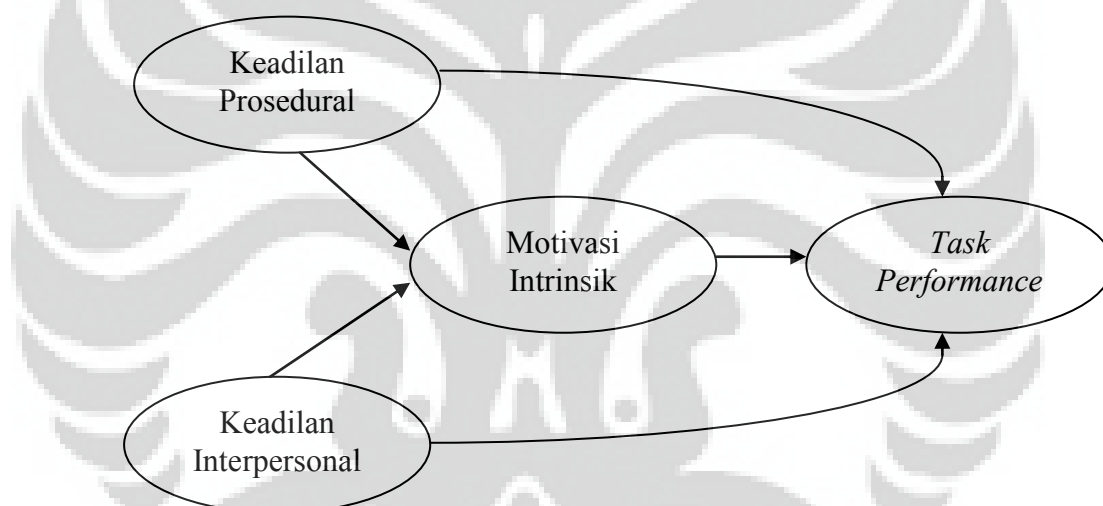 Keadilan
Prosedural
Motivasi
Intrinsik
Task
Performance
Keadilan
Interpersonal